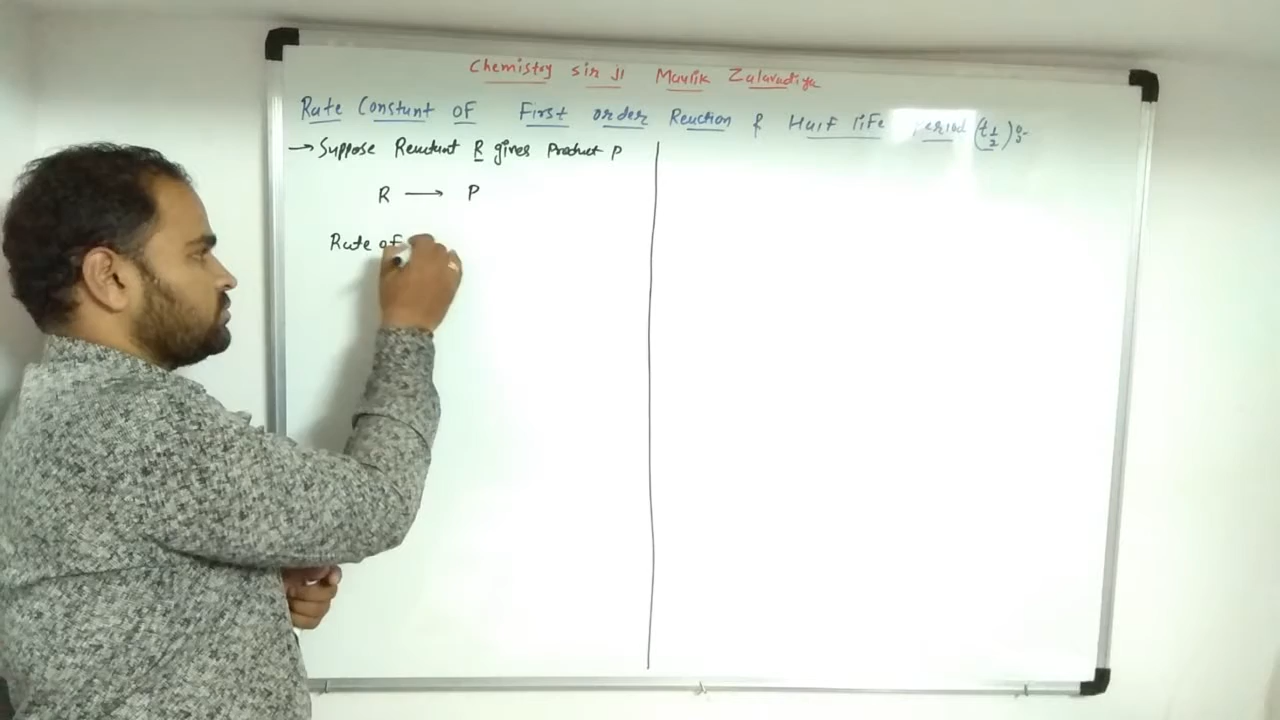 Chemistry sir ji Maulik Zalavadiya
Rate Constant of First order Reaction & Half life period (t½):-
→ Suppose Reactant R gives Product P
R → P
Rate of